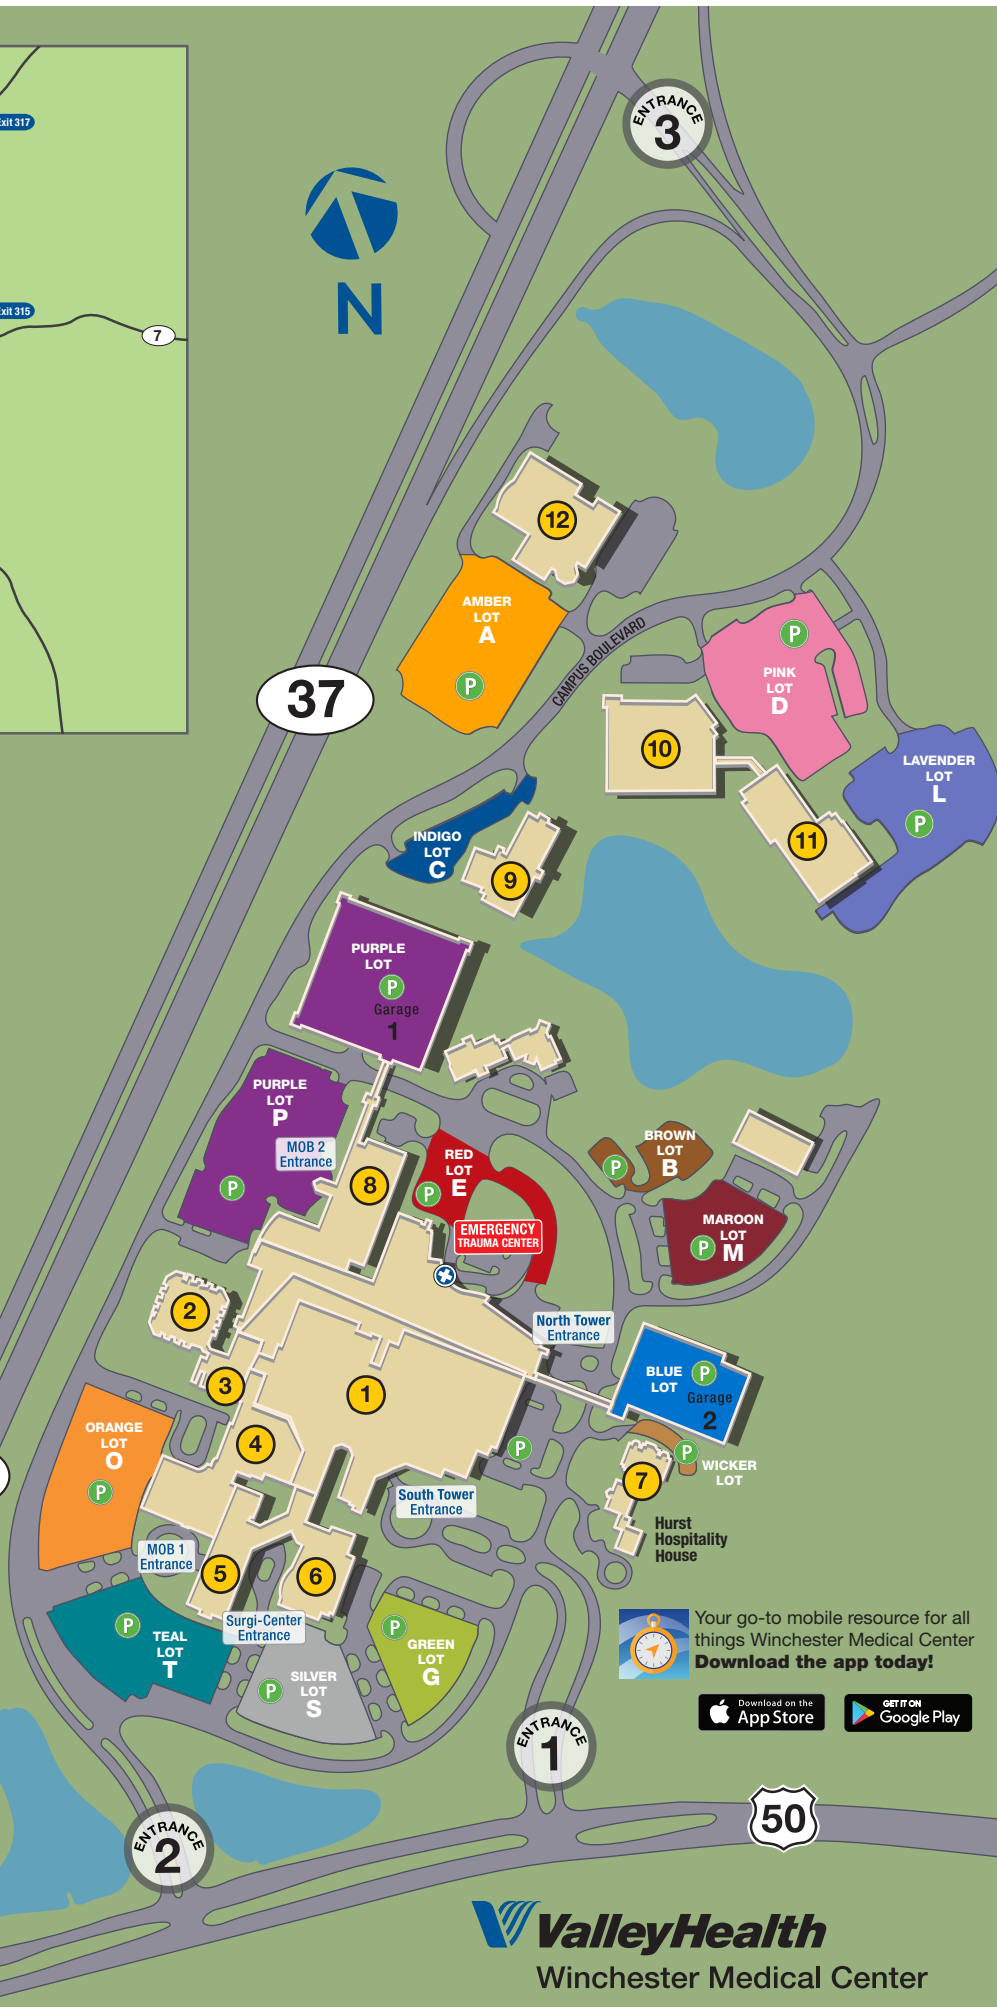 ENTRANCE
3
Exit 317
N
Exit 315
7
12
AMBER
LOT
A
P
CAMPUS BOULEVARD
P
PINK
LOT
D
37
10
LAVENDER
LOT
L
P
11
INDIGO
LOT
C
9
PURPLE
LOT
P
Garage
1
PURPLE
LOT
P
MOB 2
Entrance
P
8
RED
LOT
E
P
EMERGENCY
TRAUMA CENTER
BROWN
LOT
B
P
MAROON
LOT
M
P
2
North Tower
Entrance
3
1
BLUE
LOT
P
Garage
2
ORANGE
LOT
O
P
4
P
P
WICKER
LOT
7
South Tower
Entrance
Hurst
Hospitality
House
MOB 1
Entrance
5
6
P
TEAL
LOT
T
Surgi-Center
Entrance
P
SILVER
LOT
S
P
GREEN
LOT
G
Your go-to mobile resource for all
things Winchester Medical Center
Download the app today!
Download on the
App Store
GET IT ON
Google Play
ENTRANCE
1
50
ENTRANCE
2
ValleyHealth
Winchester Medical Center